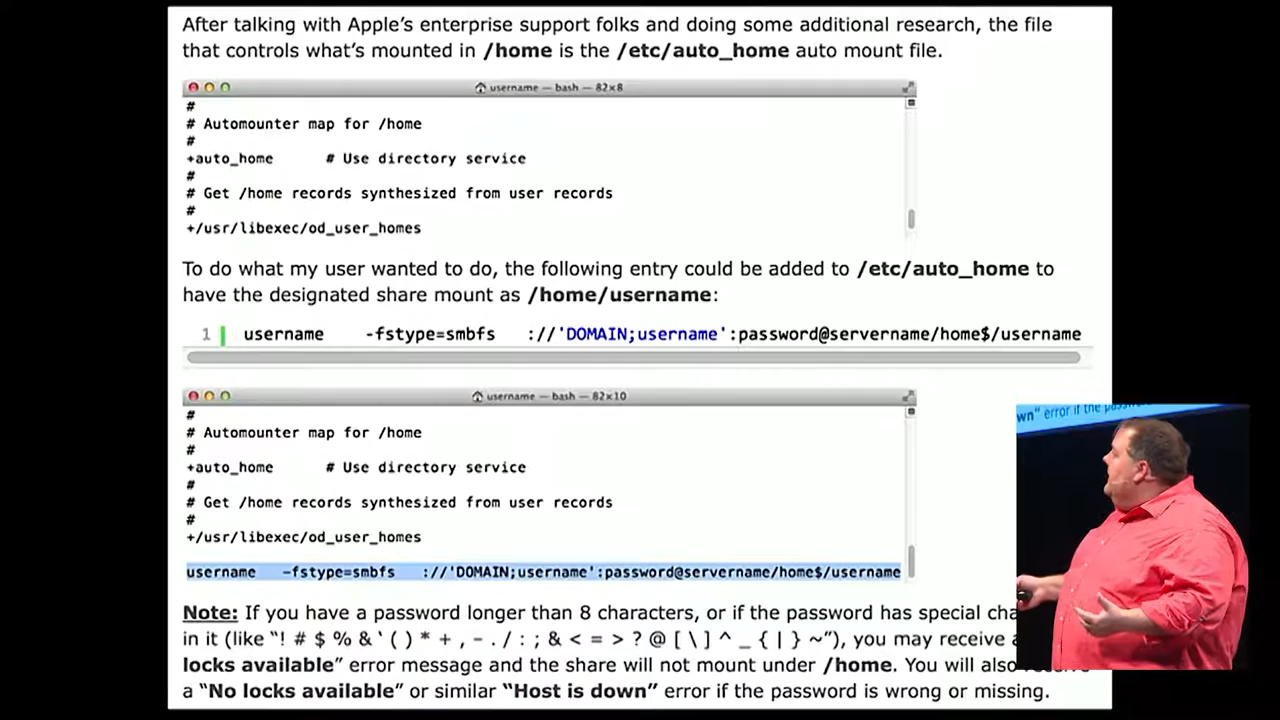 After talking with Apple's enterprise support folks and doing some additional research, the file
that controls what's mounted in /home is the /etc/auto_home auto mount file.
username — bash — 82×8
#
# Automounter map for /home
#
+auto_home # Use directory service
#
# Get /home records synthesized from user records
#
+/usr/libexec/od_user_homes
To do what my user wanted to do, the following entry could be added to /etc/auto_home to
have the designated share mount as /home/username:
1 username -fstype=smbfs ://'DOMAIN;username':password@servername/home$/username
username — bash — 82×10
#
# Automounter map for /home
#
+auto_home # Use directory service
#
# Get /home records synthesized from user records
#
+/usr/libexec/od_user_homes
username -fstype=smbfs ://'DOMAIN;username':password@servername/home$/username
wn" error if the
Note: If you have a password longer than 8 characters, or if the password has special cha
in it (like "! # $ % & ' ( ) * + , - . / : ; & < = > ? @ [ \ ] ^ _ { | } ~"), you may receive
locks available" error message and the share will not mount under /home. You will also
a "No locks available" or similar "Host is down" error if the password is wrong or missing.